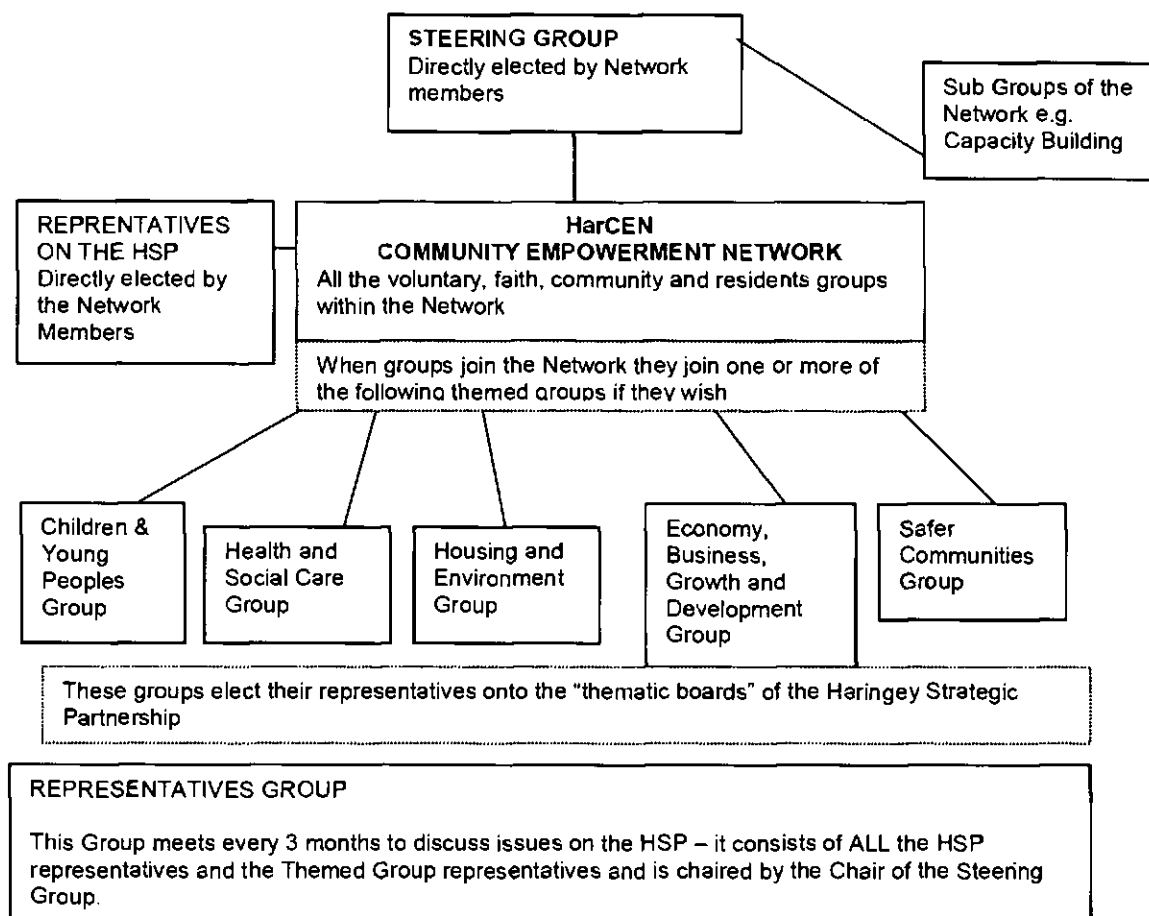 STEERING GROUP
Directly elected by Network
members
Sub Groups of the
Network e.g.
Capacity Building
REPRENTATIVES
ON THE HSP
Directly elected by
the Network
Members
HarCEN
COMMUNITY EMPOWERMENT NETWORK
All the voluntary, faith, community and residents groups
within the Network
When groups join the Network they join one or more of
the following themed groups if they wish
Children &
Young
Peoples
Group
Health and
Social Care
Group
Housing and
Environment
Group
Economy,
Business,
Growth and
Development
Group
Safer
Communities
Group
These groups elect their representatives onto the “thematic boards” of the Haringey Strategic
Partnership
REPRESENTATIVES GROUP
This Group meets every 3 months to discuss issues on the HSP – it consists of ALL the HSP
representatives and the Themed Group representatives and is chaired by the Chair of the Steering
Group.